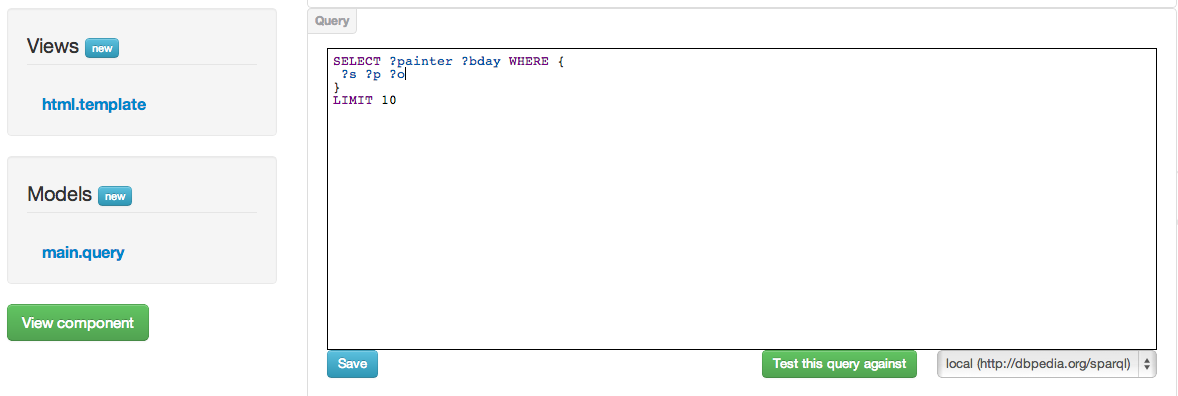 Views new
html.template
Models new
main.query
View component
Query
SELECT ?painter ?bday WHERE {
?s ?p ?o
}
LIMIT 10
Save
Test this query against
local (http://dbpedia.org/sparql)